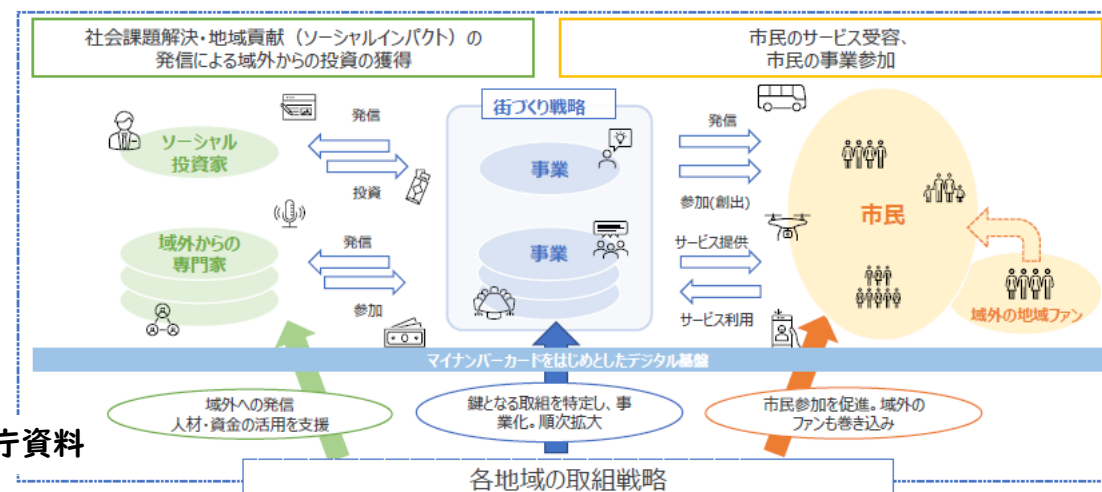 社会課題解決・地域貢献（ソーシャルインパクト）の
発信による域外からの投資の獲得
市民のサービス受容、
市民の事業参加
ソーシャル
投資家
発信
投資
域外からの
専門家
発信
参加
街づくり戦略
事業
事業
発信
参加(創出)
サービス提供
サービス利用
市民
域外の地域ファン
マイナンバーカードをはじめとしたデジタル基盤
域外への発信
人材・資金の活用を支援
鍵となる取組を特定し、事
業化。順次拡大
市民参加を促進。域外の
ファンも巻き込み
庁資料
各地域の取組戦略